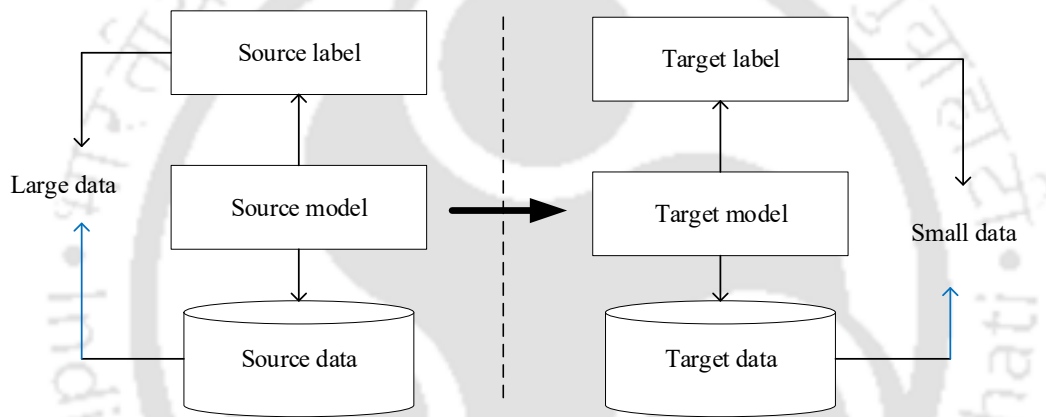 Source label
Target label
Large data
Source model
Target model
Small data
Source data
Target data